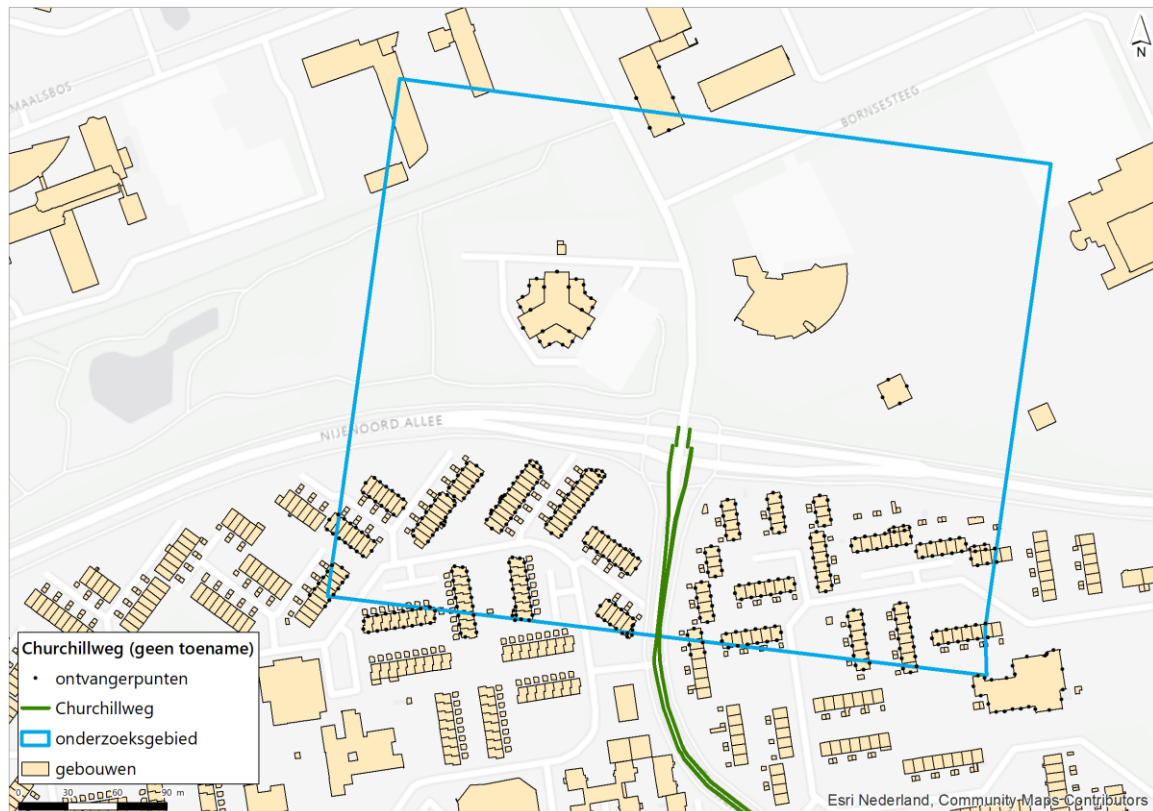 MAALSBOS
N
BORNSESTEEG
NIJENOORD ALLEE
Churchillweg (geen toename)
ontvangerpunten
Churchillweg
onderzoeksgebied
gebouwen
0 30 60 90 m
Esri Nederland, Community Maps Contributors